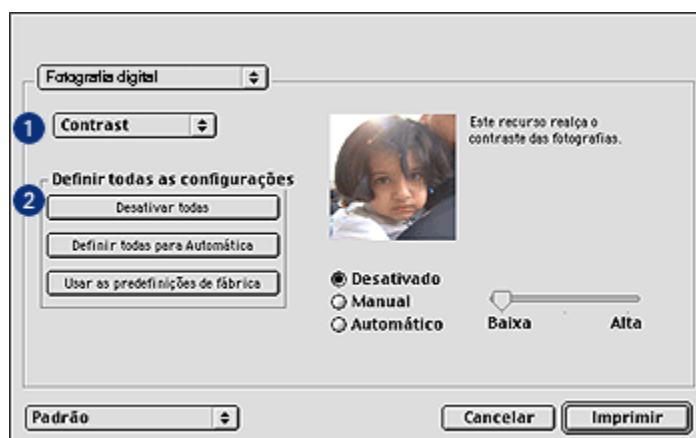 Fotografia digital
1
Contrast
Este recurso realça o
contraste das fotografias.
Definir todas as configurações
2
Desativar todas
Definir todas para Automática
Usar as predefinições de fábrica
Desativado
Manual
Automático
Baixa
Alta
Padrão
Cancelar
Imprimir